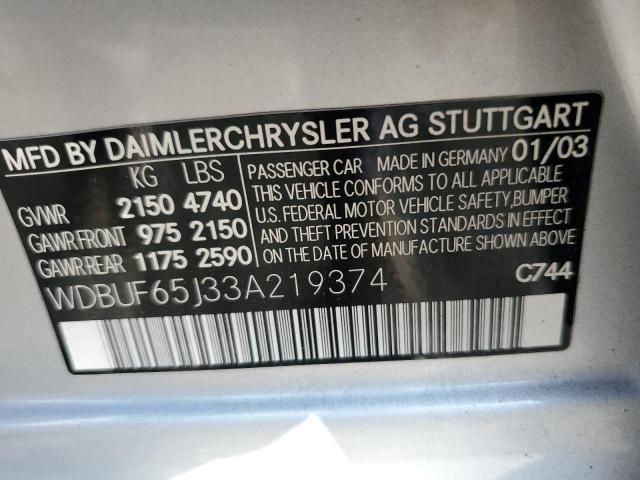 MFD BY DAIMLERCHRYSLER AG STUTTGART
KG LBS
GVWR 2150 4740
GAWR.FRONT 975 2150
GAWR.REAR 1175 2590
PASSENGER CAR MADE IN GERMANY 01/03
THIS VEHICLE CONFORMS TO ALL APPLICABLE
U.S. FEDERAL MOTOR VEHICLE SAFETY,BUMPER
AND THEFT PREVENTION STANDARDS IN EFFECT
ON THE DATE OF MANUFACTURE SHOWN ABOVE.
C744
WDBUF65J33A219374